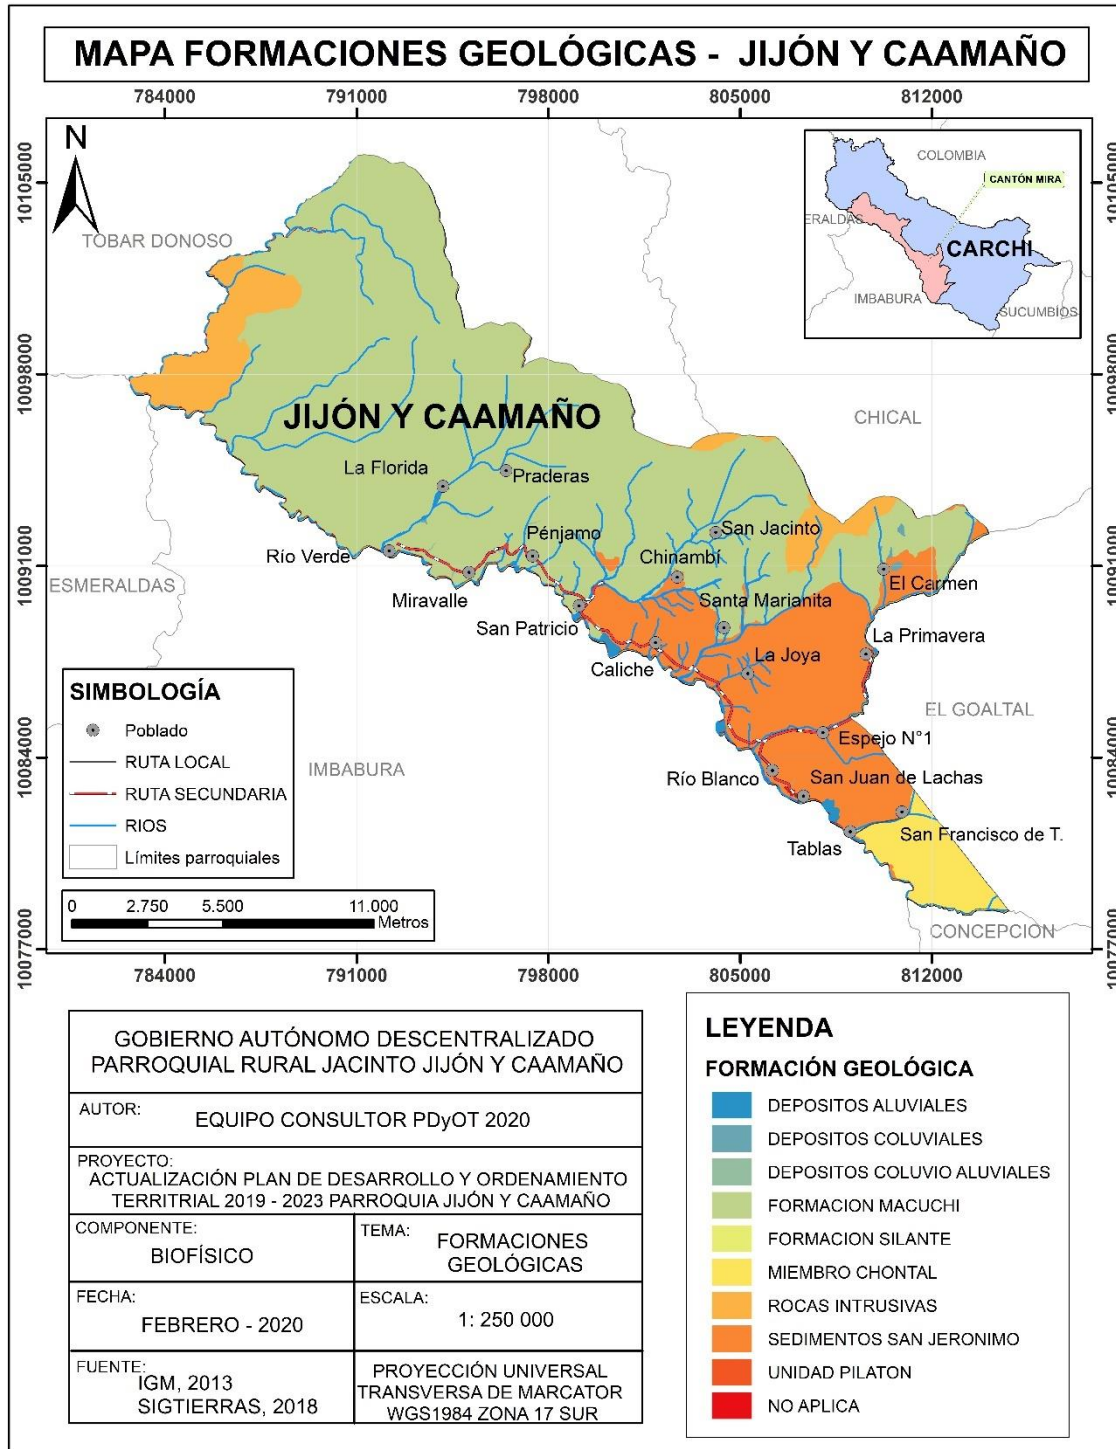 MAPA FORMACIONES GEOLÓGICAS - JIJÓN Y CAAMAÑO
784000 791000 798000 805000 812000
N
COLOMBIA
CANTÓN MIRA
ERALDAS
CARCHI
IMBABURA
SUCUMBÍOS
10105000
10105000
TOBAR DONOSO
10098000
10098000
JIJÓN Y CAAMAÑO
CHICAL
La Florida
Praderas
San Jacinto
Pénjamo
Río Verde
Chinambí
10091000
10091000
El Carmen
ESMERALDAS
Miravalle
Santa Marianita
San Patricio
La Primavera
Caliche
La Joya
SIMBOLOGÍA
Poblado
RUTA LOCAL
RUTA SECUNDARIA
RIOS
Límites parroquiales
EL GOALTAL
Espejo N°1
10084000
10084000
IMBABURA
Río Blanco
San Juan de Lachas
San Francisco de T.
Tablas
0 2.750 5.500 11.000
Metros
CONCEPCION
10077000
10077000
784000 791000 798000 805000 812000
GOBIERNO AUTÓNOMO DESCENTRALIZADO
PARROQUIAL RURAL JACINTO JIJÓN Y CAAMAÑO
AUTOR:
EQUIPO CONSULTOR PDyOT 2020
PROYECTO:
ACTUALIZACIÓN PLAN DE DESARROLLO Y ORDENAMIENTO
TERRITRIAL 2019 - 2023 PARROQUIA JIJÓN Y CAAMAÑO
COMPONENTE:
BIOFÍSICO
TEMA:
FORMACIONES
GEOLÓGICAS
FECHA:
FEBRERO - 2020
ESCALA:
1: 250 000
FUENTE:
IGM, 2013
SIGTIERRAS, 2018
PROYECCIÓN UNIVERSAL
TRANSVERSA DE MARCATOR
WGS1984 ZONA 17 SUR
LEYENDA
FORMACIÓN GEOLÓGICA
DEPOSITOS ALUVIALES
DEPOSITOS COLUVIALES
DEPOSITOS COLUVIO ALUVIALES
FORMACION MACUCHI
FORMACION SILANTE
MIEMBRO CHONTAL
ROCAS INTRUSIVAS
SEDIMENTOS SAN JERONIMO
UNIDAD PILATON
NO APLICA